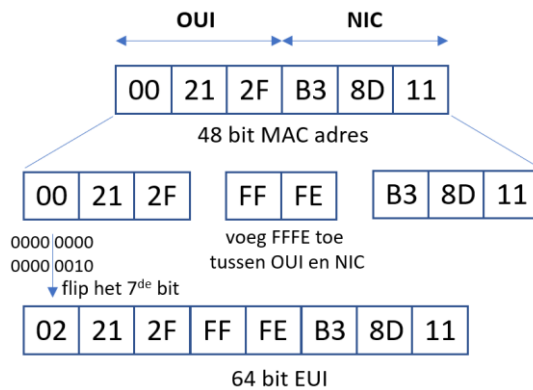 OUI NIC
00 21 2F B3 8D 11
48 bit MAC adres
00 21 2F FF FE B3 8D 11
0000 0000
0000 0010
voeg FFFE toe
tussen OUI en NIC
flip het 7de bit
02 21 2F FF FE B3 8D 11
64 bit EUI